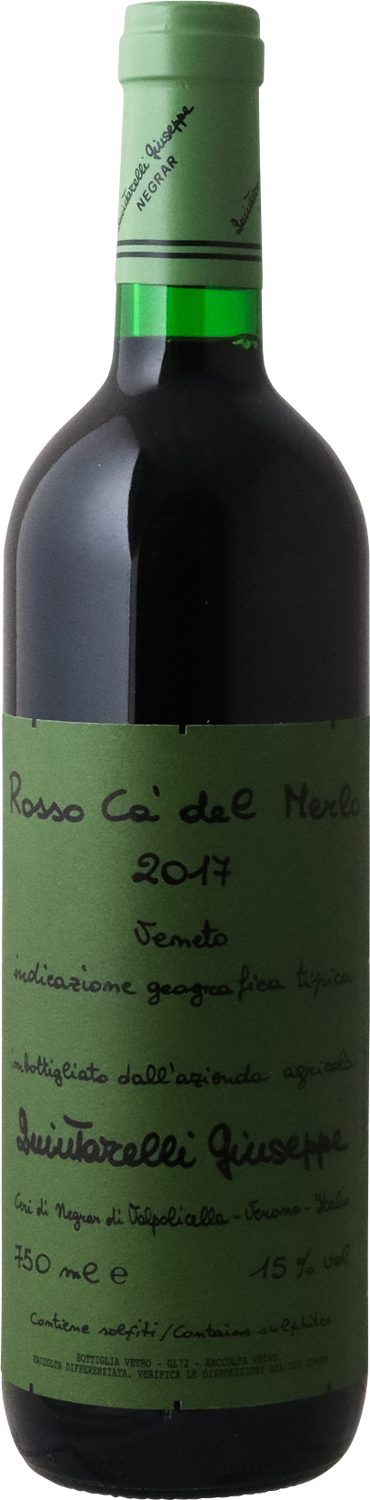 Quintarelli Giuseppe
NEGRAR
Rosso Ca' del Merlo
2017
Veneto
indicazione geografica tipica
imbottigliato dall'azienda agricola
Quintarelli Giuseppe
Cerè di Negrar di Valpolicella - Verona - Italia
750 ml e 15% vol
Contiene solfiti/Contains sulphites
BOTTIGLIA VETRO - GL72 - RACCOLTA VETRO.
RACCOLTA DIFFERENZIATA. VERIFICA LE DISPOSIZIONI DEL TUO COMUNE